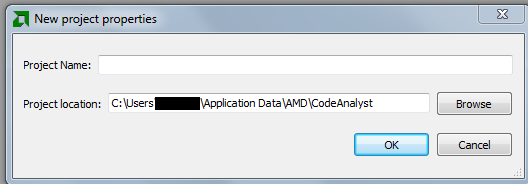 New project properties
Project Name:
Project location: C:\Users\ \Application Data\AMD\CodeAnalyst Browse
OK Cancel